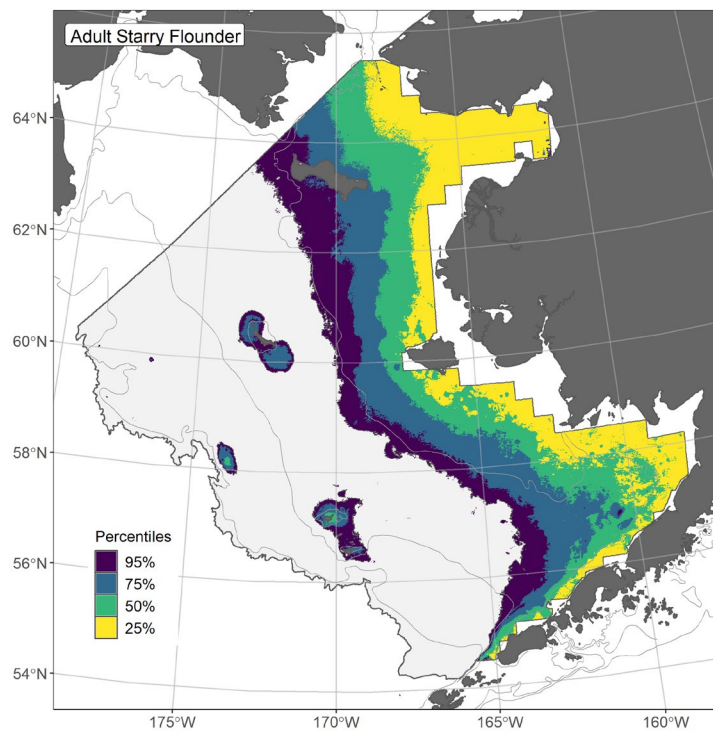 Adult Starry Flounder
64°N
62°N
60°N
58°N
56°N
54°N
Percentiles
95%
75%
50%
25%
175°W
170°W
165°W
160°W